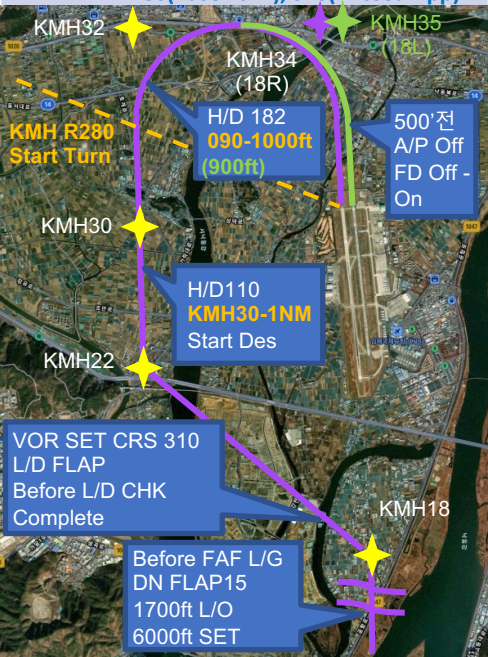 KMH32
KMH35
(18L)
KMH34
(18R)
KMH R280
Start Turn
H/D 182
090-1000ft
(900ft)
500'전
A/P Off
FD Off -
On
KMH30
H/D110
KMH30-1NM
Start Des
KMH22
VOR SET CRS 310
L/D FLAP
Before L/D CHK
Complete
KMH18
Before FAF L/G
DN FLAP15
1700ft L/O
6000ft SET
14
14